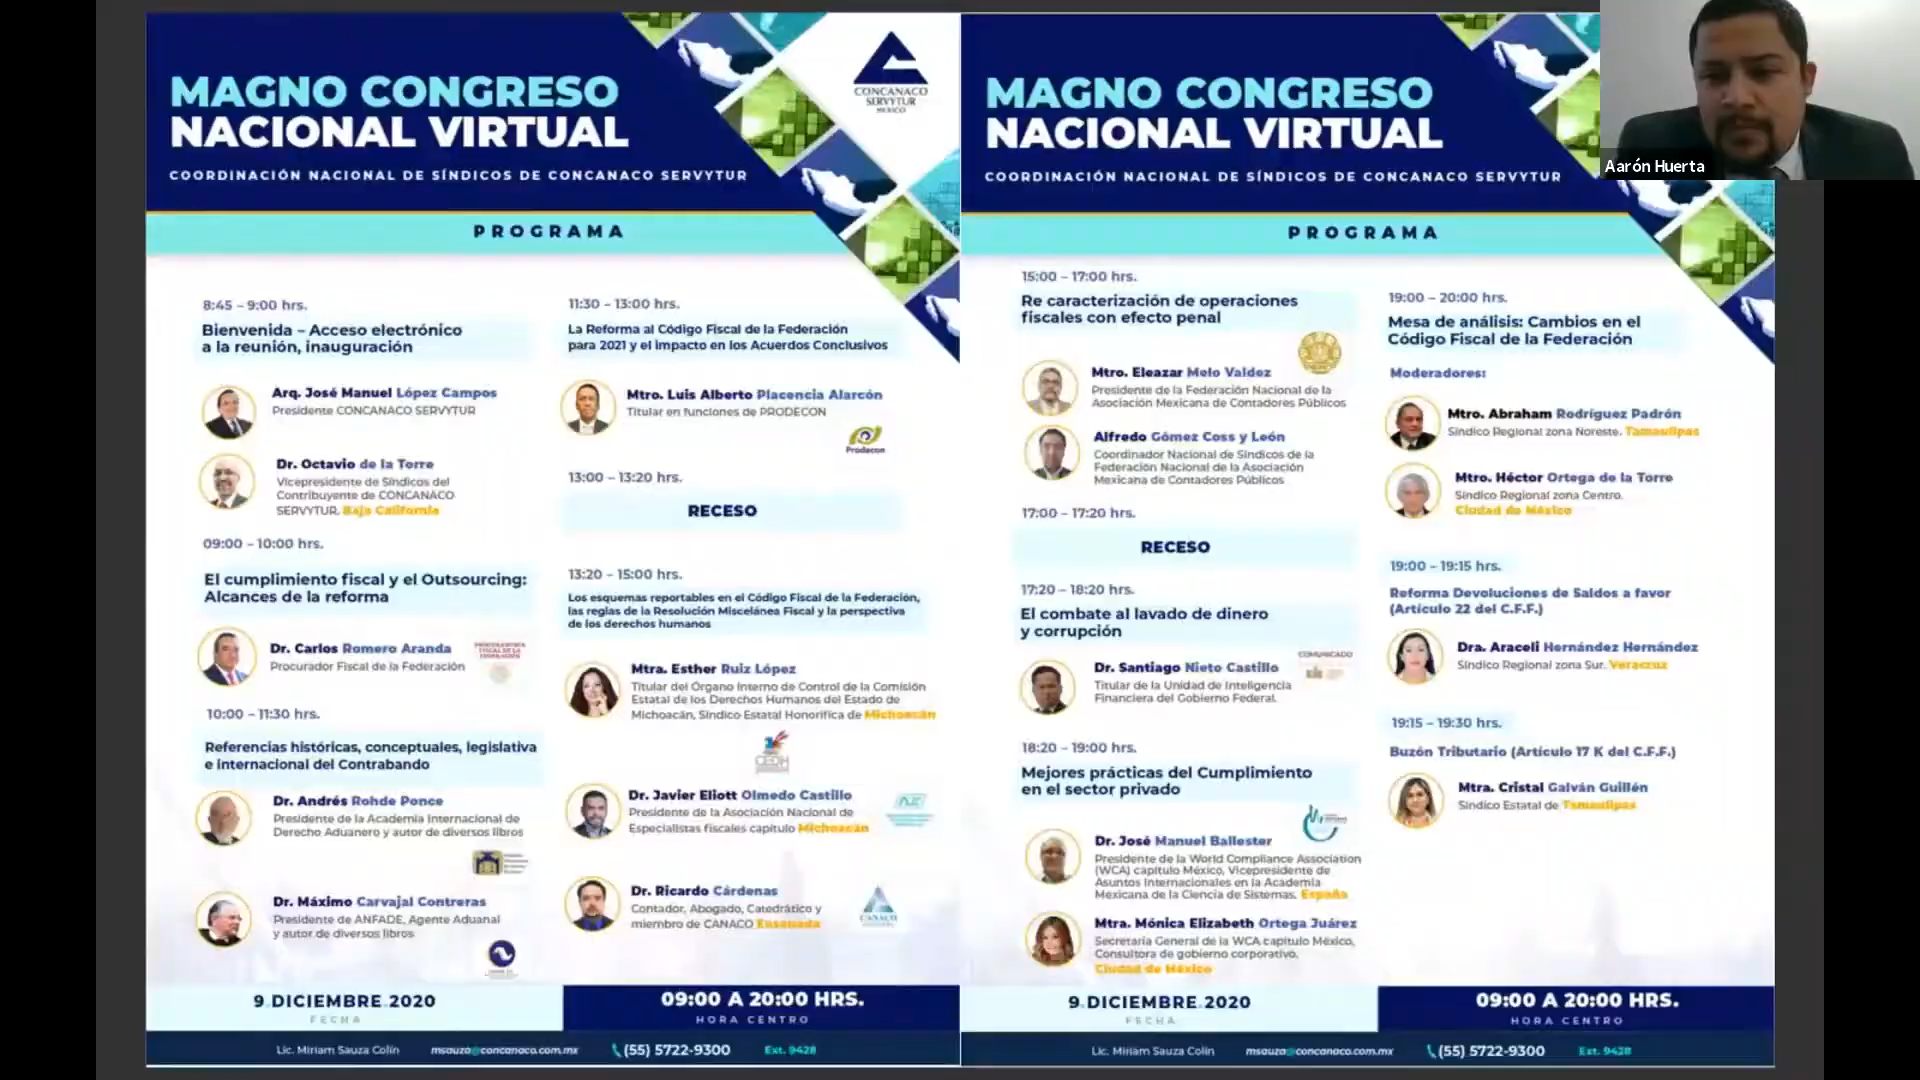 MAGNO CONGRESO
NACIONAL VIRTUAL
COORDINACIÓN NACIONAL DE SÍNDICOS DE CONCANACO SERVYTUR
CONCANACO
SERVYTUR
MÉXICO
PROGRAMA
8:45 – 9:00 hrs.
Bienvenida – Acceso electrónico
a la reunión, inauguración
Arq. José Manuel López Campos
Presidente CONCANACO SERVYTUR
Dr. Octavio de la Torre
Vicepresidente de Síndicos del
Contribuyente de CONCANACO
SERVYTUR. Baja California
09:00 – 10:00 hrs.
El cumplimiento fiscal y el Outsourcing:
Alcances de la reforma
Dr. Carlos Romero Aranda
Procurador Fiscal de la Federación
PROCURADURÍA
FISCAL DE LA
FEDERACIÓN
10:00 – 11:30 hrs.
Referencias históricas, conceptuales, legislativa
e internacional del Contrabando
Dr. Andrés Rohde Ponce
Presidente de la Academia Internacional de
Derecho Aduanero y autor de diversos libros
Dr. Máximo Carvajal Contreras
Presidente de ANFADE, Agente Aduanal
y autor de diversos libros
11:30 – 13:00 hrs.
La Reforma al Código Fiscal de la Federación
para 2021 y el impacto en los Acuerdos Conclusivos
Mtro. Luis Alberto Placencia Alarcón
Titular en funciones de PRODECON
Prodecon
13:00 – 13:20 hrs.
RECESO
13:20 – 15:00 hrs.
Los esquemas reportables en el Código Fiscal de la Federación,
las reglas de la Resolución Miscelánea Fiscal y la perspectiva
de los derechos humanos
Mtra. Esther Ruiz López
Titular del Órgano Interno de Control de la Comisión
Estatal de los Derechos Humanos del Estado de
Michoacán, Síndico Estatal Honorífica de Michoacán
CEDH
Dr. Javier Eliott Olmedo Castillo
Presidente de la Asociación Nacional de
Especialistas fiscales capítulo Michoacán
Dr. Ricardo Cárdenas
Contador, Abogado, Catedrático y
miembro de CANACO Ensenada
CANACO
9 DICIEMBRE 2020
FECHA
09:00 A 20:00 HRS.
HORA CENTRO
Lic. Miriam Sauza Colín
msauza@concanaco.com.mx
(55) 5722-9300
Ext. 9428
MAGNO CONGRESO
NACIONAL VIRTUAL
COORDINACIÓN NACIONAL DE SÍNDICOS DE CONCANACO SERVYTUR
Aarón Huerta
PROGRAMA
15:00 – 17:00 hrs.
Re caracterización de operaciones
fiscales con efecto penal
Mtro. Eleazar Melo Valdez
Presidente de la Federación Nacional de la
Asociación Mexicana de Contadores Públicos
Alfredo Gómez Coss y León
Coordinador Nacional de Síndicos de la
Federación Nacional de la Asociación
Mexicana de Contadores Públicos
17:00 – 17:20 hrs.
RECESO
17:20 – 18:20 hrs.
El combate al lavado de dinero
y corrupción
COMUNICADO
Dr. Santiago Nieto Castillo
Titular de la Unidad de Inteligencia
Financiera del Gobierno Federal.
18:20 – 19:00 hrs.
Mejores prácticas del Cumplimiento
en el sector privado
Dr. José Manuel Ballester
Presidente de la World Compliance Association
(WCA) capítulo México, Vicepresidente de
Asuntos Internacionales en la Academia
Mexicana de la Ciencia de Sistemas. España
Mtra. Mónica Elizabeth Ortega Juárez
Secretaria General de la WCA capítulo México,
Consultora de gobierno corporativo.
Ciudad de México
19:00 – 20:00 hrs.
Mesa de análisis: Cambios en el
Código Fiscal de la Federación
Moderadores:
Mtro. Abraham Rodríguez Padrón
Síndico Regional zona Noreste. Tamaulipas
Mtro. Héctor Ortega de la Torre
Síndico Regional zona Centro.
Ciudad de México
19:00 – 19:15 hrs.
Reforma Devoluciones de Saldos a favor
(Artículo 22 del C.F.F.)
Dra. Araceli Hernández Hernández
Síndico Regional zona Sur. Veracruz
19:15 – 19:30 hrs.
Buzón Tributario (Artículo 17 K del C.F.F.)
Mtra. Cristal Galván Guillén
Síndico Estatal de Tamaulipas
9 DICIEMBRE 2020
FECHA
09:00 A 20:00 HRS.
HORA CENTRO
Lic. Miriam Sauza Colín
msauza@concanaco.com.mx
(55) 5722-9300
Ext. 9428